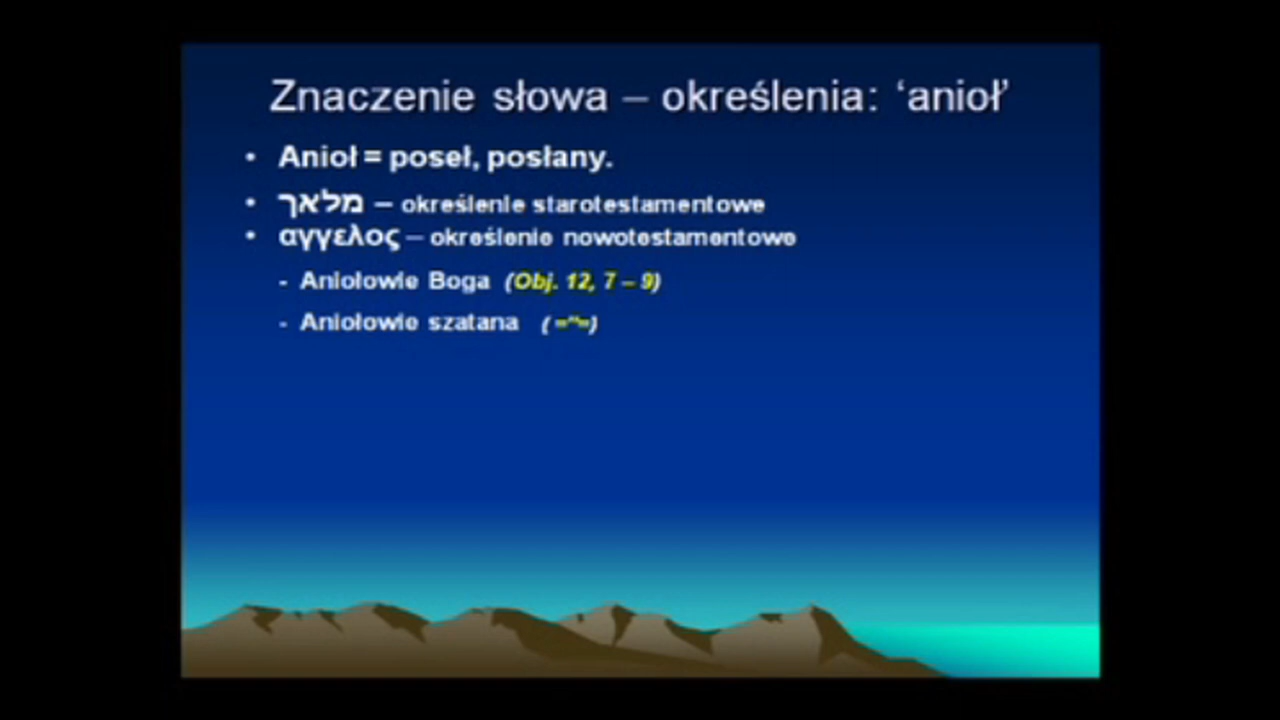 Znaczenie słowa – określenia: ‘anioł’
• Anioł = poseł, posłany.
• מלאך – określenie starotestamentowe
• αγγελος – określenie nowotestamentowe
- Aniołowie Boga (Obj. 12, 7 – 9)
- Aniołowie szatana ( =”=)